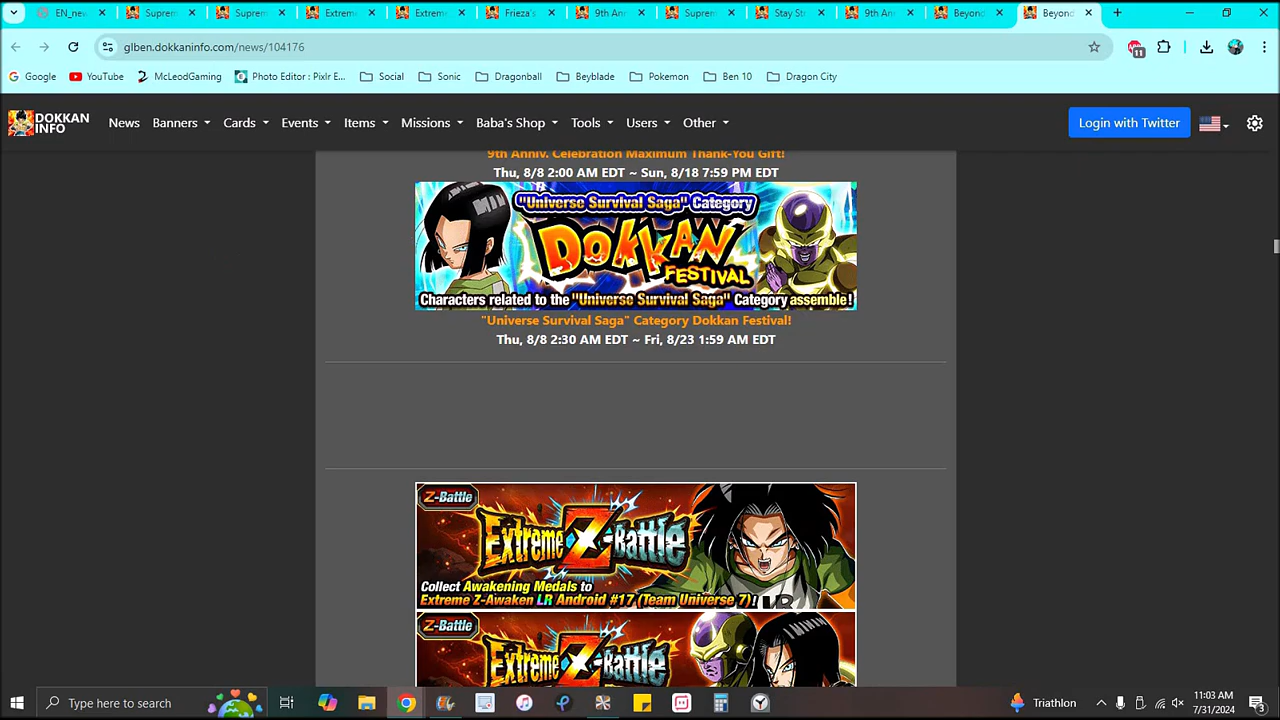 EN_new
Suprem
Suprem
Extreme
Extreme
Frieza's
9th Ann
Suprem
Stay Str
9th Ann
Beyond
Beyond
glben.dokkaninfo.com/news/104176
11
Google
YouTube
McLeodGaming
Photo Editor : Pixlr E...
Social
Sonic
Dragonball
Beyblade
Pokemon
Ben 10
Dragon City
DOKKAN
INFO
News
Banners
Cards
Events
Items
Missions
Baba's Shop
Tools
Users
Other
Login with Twitter
9th Anniv. Celebration Maximum Thank-You Gift!
Thu, 8/8 2:00 AM EDT ~ Sun, 8/18 7:59 PM EDT
"Universe Survival Saga" Category
DOKKAN
FESTIVAL
Characters related to the "Universe Survival Saga" Category assemble!
"Universe Survival Saga" Category Dokkan Festival!
Thu, 8/8 2:30 AM EDT ~ Fri, 8/23 1:59 AM EDT
Z-Battle
Extreme Z-Battle
Collect Awakening Medals to
Extreme Z-Awaken LR Android #17 (Team Universe 7)!
LR
Z-Battle
Extreme Z-Battle
Type here to search
Triathlon
11:03 AM
7/31/2024
3